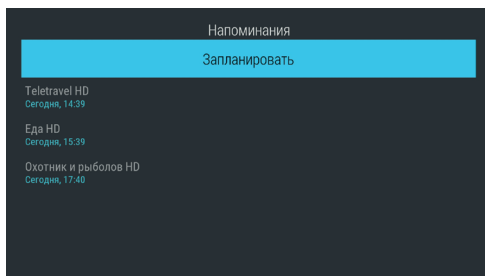 Напоминания
Запланировать
Teletravel HD
Сегодня, 14:39
Еда HD
Сегодня, 15:39
Охотник и рыболов HD
Сегодня, 17:40